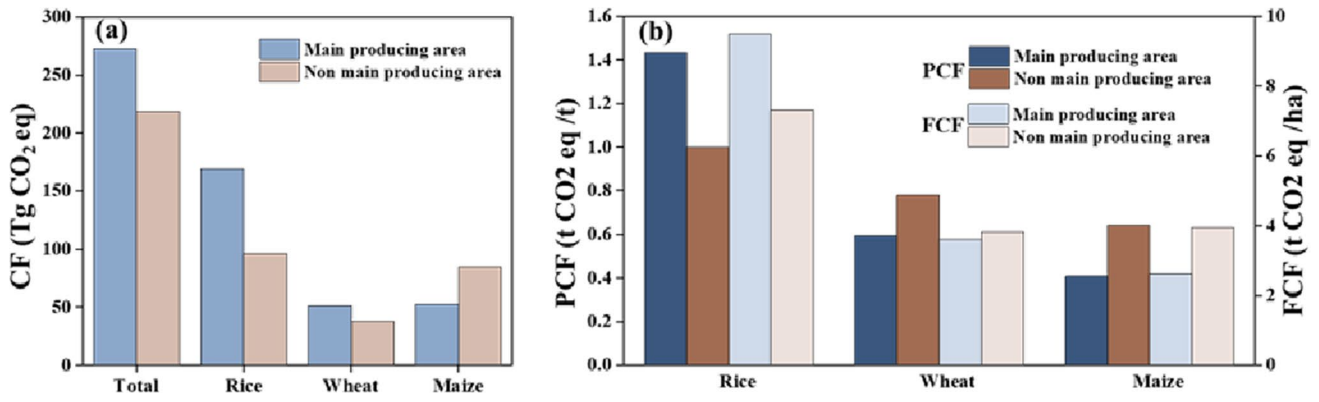 (a)
CF (Tg CO₂ eq)
300
250
200
150
100
50
0
Main producing area
Non main producing area
Total Rice Wheat Maize
(b)
PCF (t CO2 eq /t)
1.6
1.4
1.2
1.0
0.8
0.6
0.4
0.2
0.0
PCF
Main producing area
Non main producing area
FCF
Main producing area
Non main producing area
10
8
6
4
2
0
FCF (t CO2 eq /ha)
Rice Wheat Maize